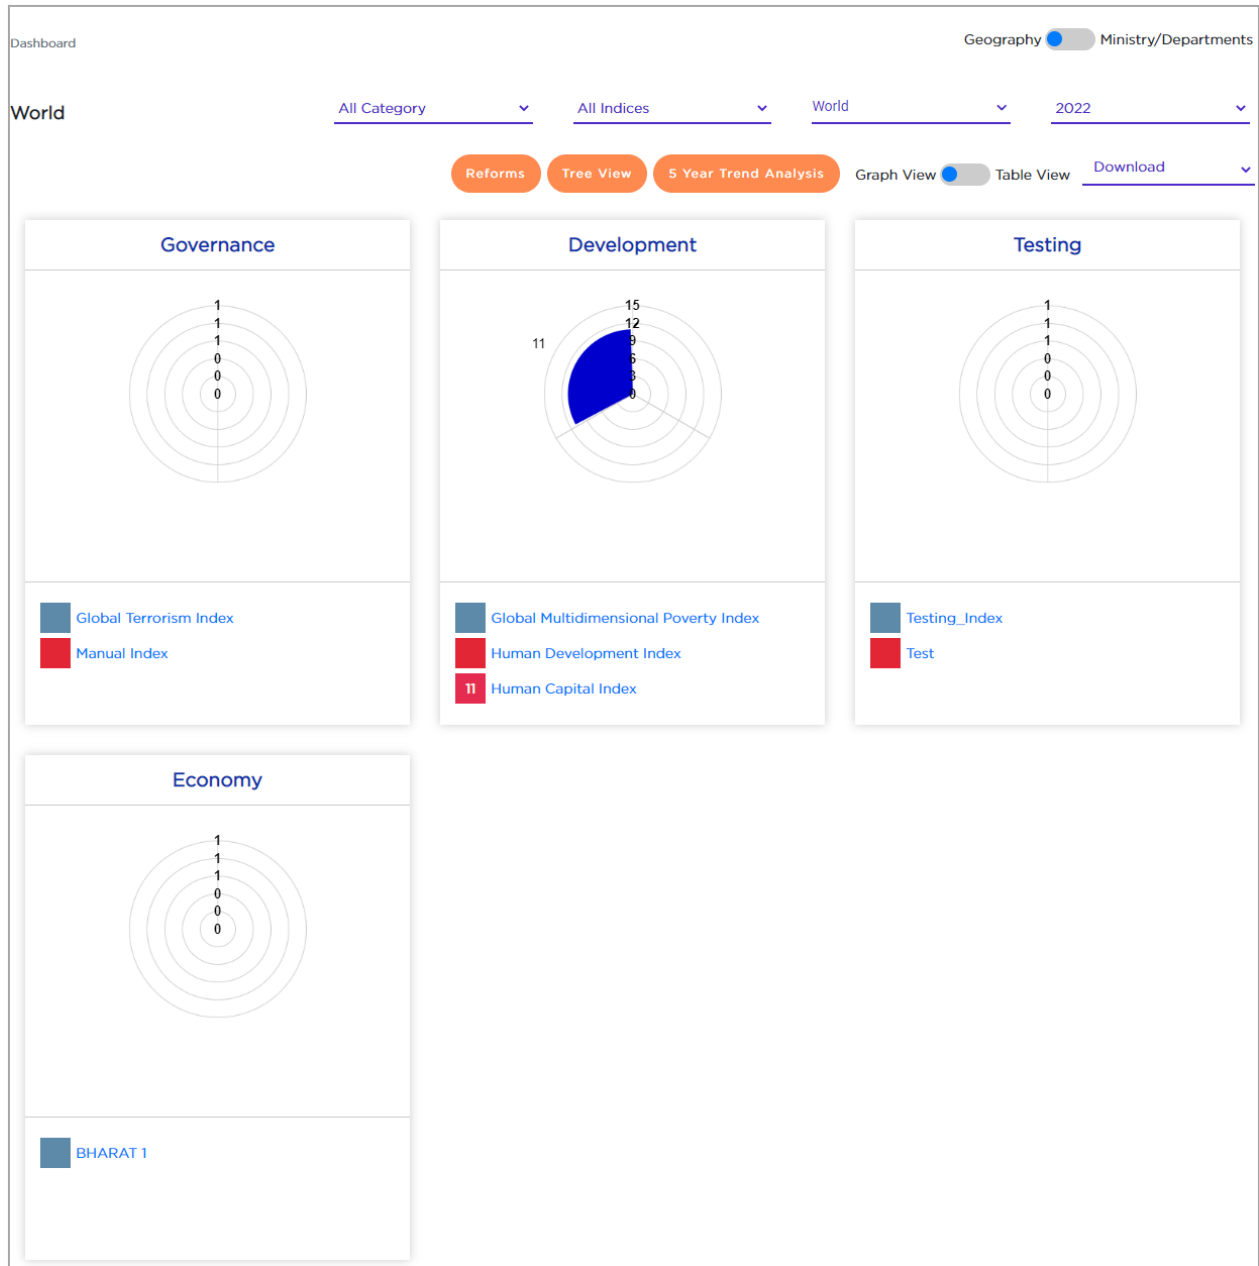 Dashboard
Geography Ministry/Departments
World
All Category
All Indices
World
2022
Reforms
Tree View
5 Year Trend Analysis
Graph View Table View
Download
Governance
1
1
1
0
0
0
Global Terrorism Index
Manual Index
Development
15
12
9
6
3
0
11
Global Multidimensional Poverty Index
Human Development Index
11 Human Capital Index
Testing
1
1
1
0
0
0
Testing_Index
Test
Economy
1
1
1
0
0
0
BHARAT 1